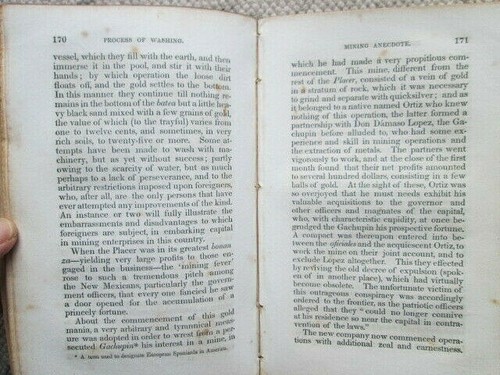 170 PROCESS OF WASHING.
vessel, which they fill with the earth, and then
immerse it in the pool, and stir it with their
hands; by which operation the loose dirt
floats off, and the gold settles to the bottom.
In this manner they continue till nothing re-
mains in the bottom of the batea but a little hea-
vy black sand mixed with a few grains of gold,
the value of which (to the trayful) varies from
one to twelve cents, and sometimes, in very
rich soils, to twenty-five or more. Some at-
tempts have been made to wash with ma-
chinery, but as yet without success; partly
owing to the scarcity of water, but as much
perhaps to a lack of perseverance, and to the
arbitrary restrictions imposed upon foreigners,
who, after all, are the only persons that have
ever attempted any improvements of the kind.
An instance or two will fully illustrate the
embarrassments and disadvantages to which
foreigners are subject, in embarking capital
in mining enterprises in this country.
When the Placer was in its greatest bonan
za—yielding very large profits to those en-
gaged in the business—the 'mining fever'
rose to such a tremendous pitch among
the New Mexicans, particularly the govern-
ment officers, that every one fancied he saw
a door opened for the accumulation of a
princely fortune.
About the commencement of this gold
mania, a very arbitrary and tyrannical meas-
ure was adopted in order to wrest from a per-
secuted Gachupin* his interest in a mine, in
* A term used to designate European Spaniards in America.
MINING ANECDOTE. 171
which he had made a very propitious com-
mencement. This mine, different from the
rest of the Placer, consisted of a vein of gold
in a stratum of rock, which it was necessary
to grind and separate with quicksilver; and as
it belonged to a native named Ortiz who knew
nothing of this operation, the latter formed a
partnership with Don Dámaso Lopez, the Ga-
chupin before alluded to, who had some ex-
perience and skill in mining operations and
the extraction of metals. The partners went
vigorously to work, and at the close of the first
month found that their net profits amounted
to several hundred dollars, consisting in a few
balls of gold. At the sight of these, Ortiz was
so overjoyed that he must needs exhibit his
valuable acquisitions to the governor and
other officers and magnates of the capital,
who, with characteristic cupidity, at once be-
grudged the Gachupin his prospective fortune.
A compact was thereupon entered into be-
tween the oficiales and the acquiescent Ortiz, to
work the mine on their joint account, and to
exclude López altogether. This they effected
by reviving the old decree of expulsion (spok-
en of in another place), which had virtually
become obsolete. The unfortunate victim of
this outrageous conspiracy was accordingly
ordered to the frontier, as the patriotic officers
alleged that they "could no longer connive
at his residence so near the capital in contra-
vention of the laws."
The new company now commenced opera-
tions with additional zeal and earnestness.